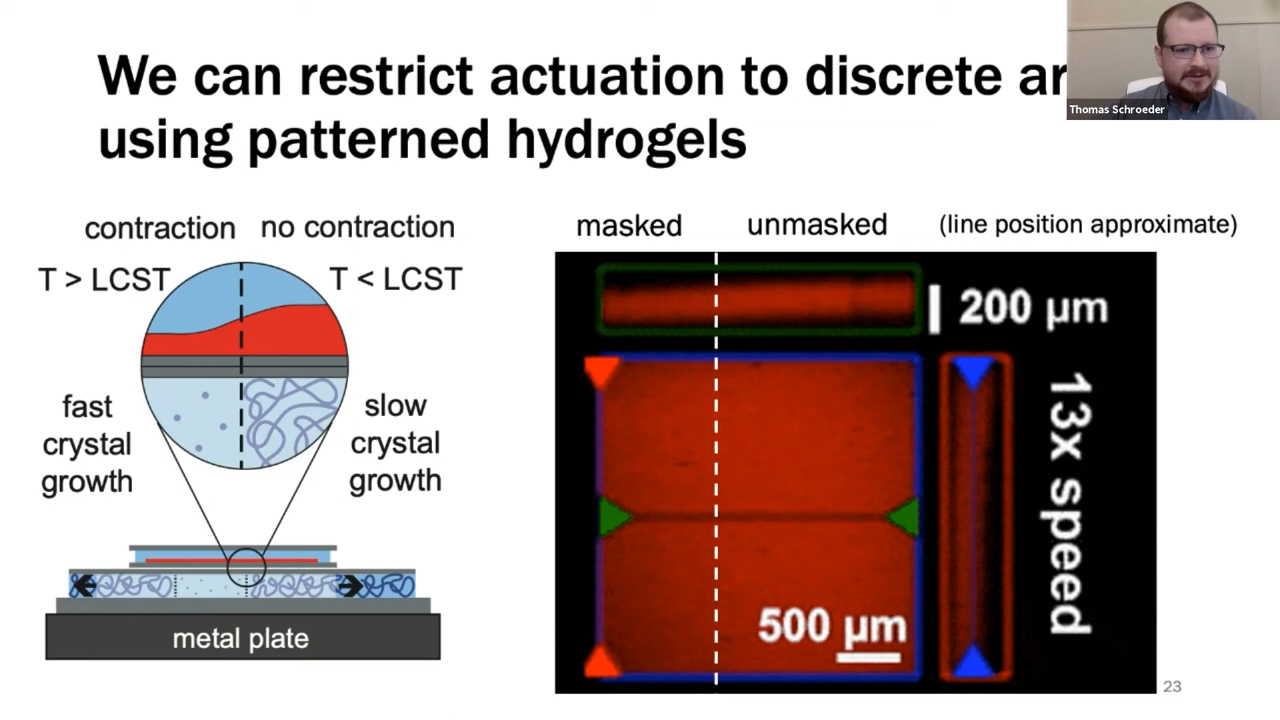 We can restrict actuation to discrete
using patterned hydrogels
Thomas Schroeder
contraction
no contraction
T > LCST
T < LCST
fast
crystal
growth
slow
crystal
growth
metal plate
masked
unmasked
(line position approximate)
200 µm
13x speed
500 µm
23